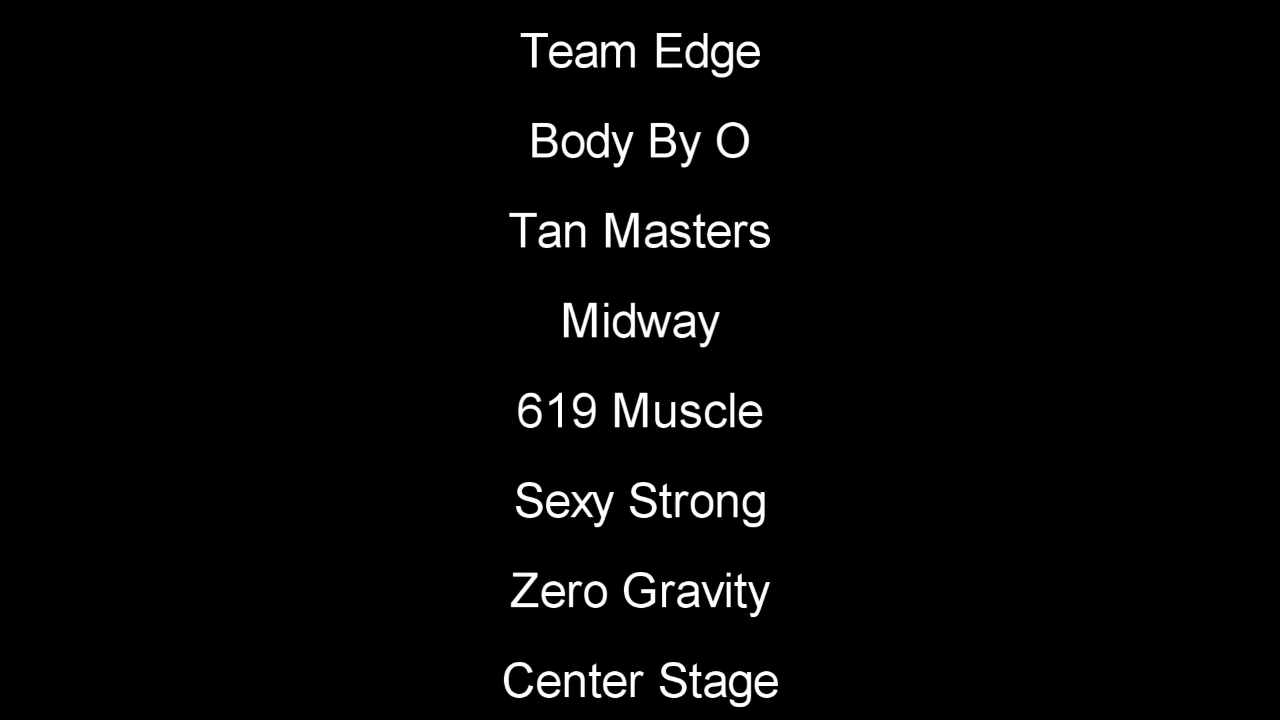 Team Edge
Body By O
Tan Masters
Midway
619 Muscle
Sexy Strong
Zero Gravity
Center Stage